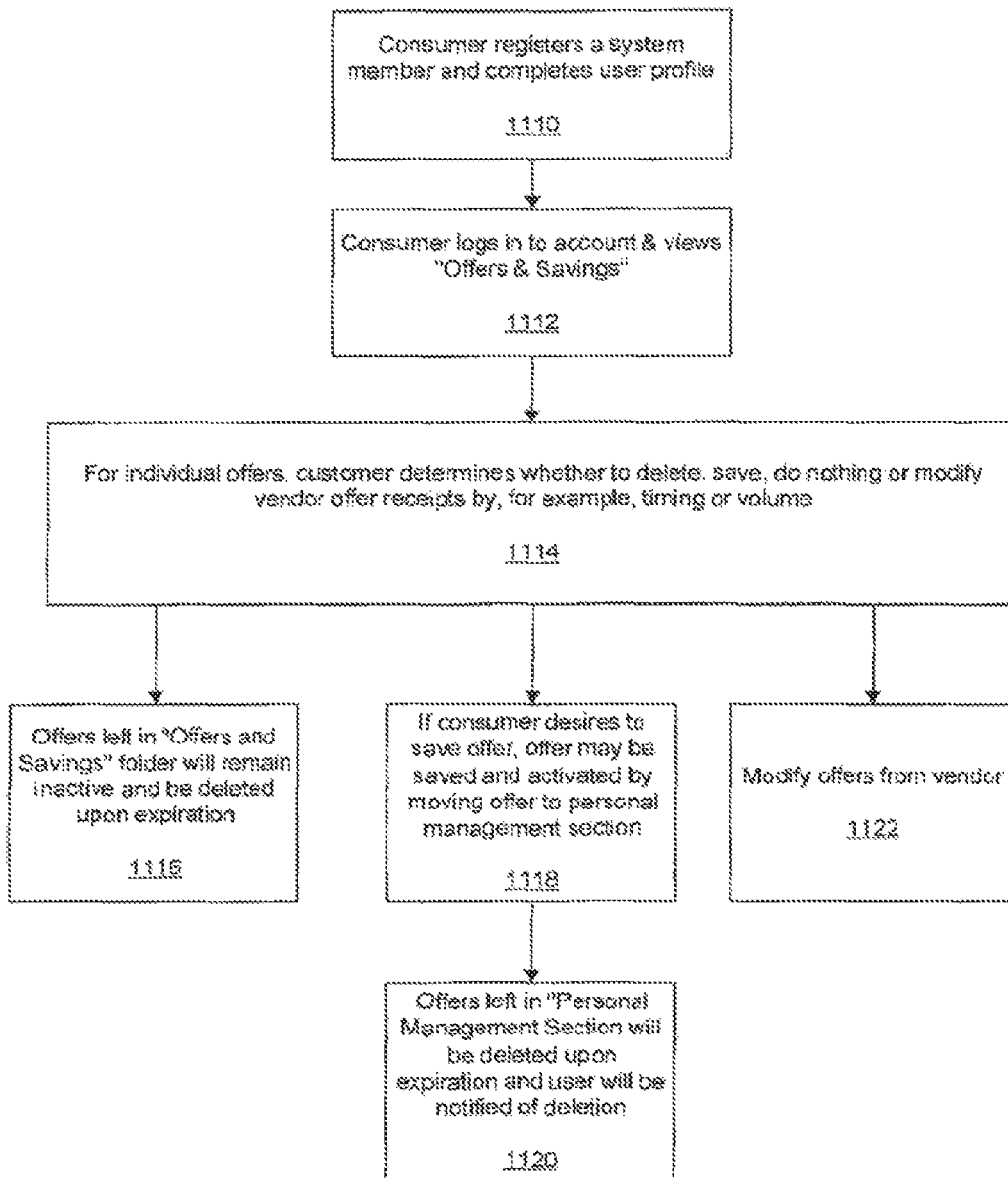 Consumer registers a system
member and completes user profile
1110
Consumer logs in to account & views
"Offers & Savings"
1112
For individual offers, customer determines whether to delete, save, do nothing or modify
vendor offer receipts by, for example, timing or volume
1114
Offers left in "Offers and
Savings" folder will remain
inactive and be deleted
upon expiration
1116
If consumer desires to
save offer, offer may be
saved and activated by
moving offer to personal
management section
1118
Modify offers from vendor
1122
Offers left in "Personal
Management Section will
be deleted upon
expiration and user will be
notified of deletion
1120